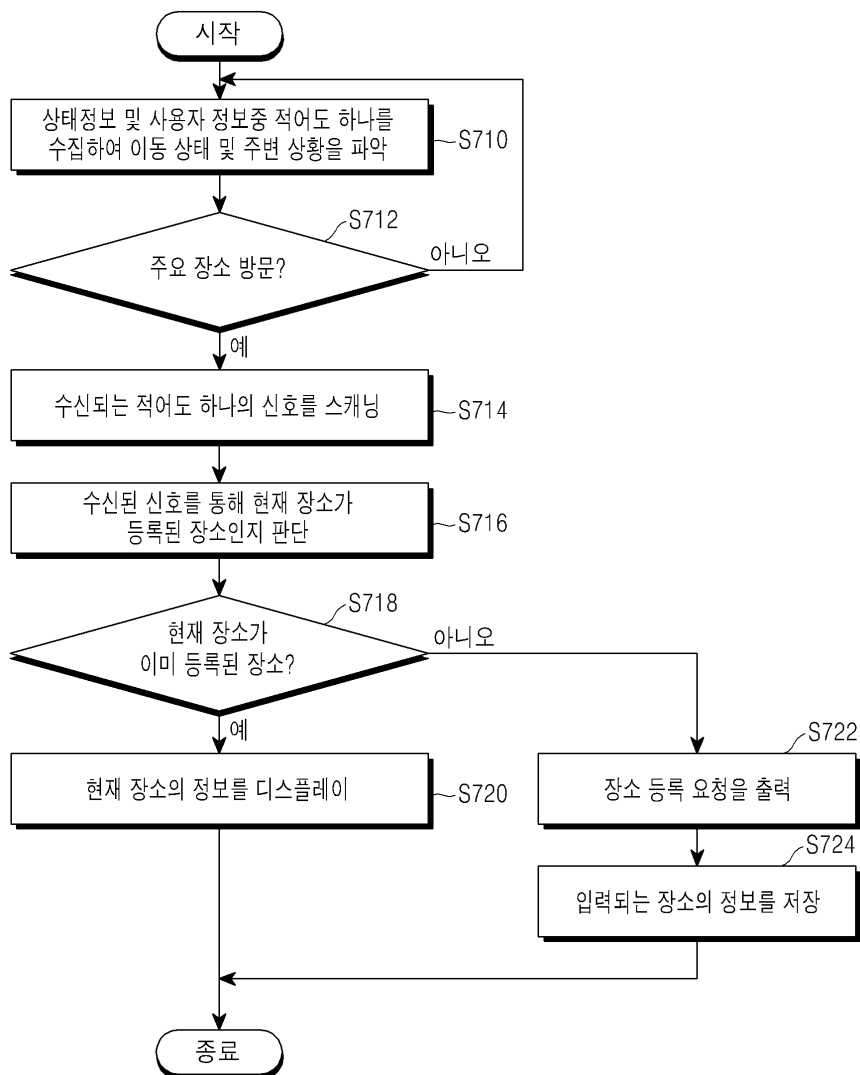 시작
상태정보 및 사용자 정보중 적어도 하나를
수집하여 이동 상태 및 주변 상황을 파악
S710
S712
주요 장소 방문?
아니오
예
수신되는 적어도 하나의 신호를 스캐닝
S714
수신된 신호를 통해 현재 장소가
등록된 장소인지 판단
S716
S718
현재 장소가
이미 등록된 장소?
아니오
예
현재 장소의 정보를 디스플레이
S720
S722
장소 등록 요청을 출력
S724
입력되는 장소의 정보를 저장
종료